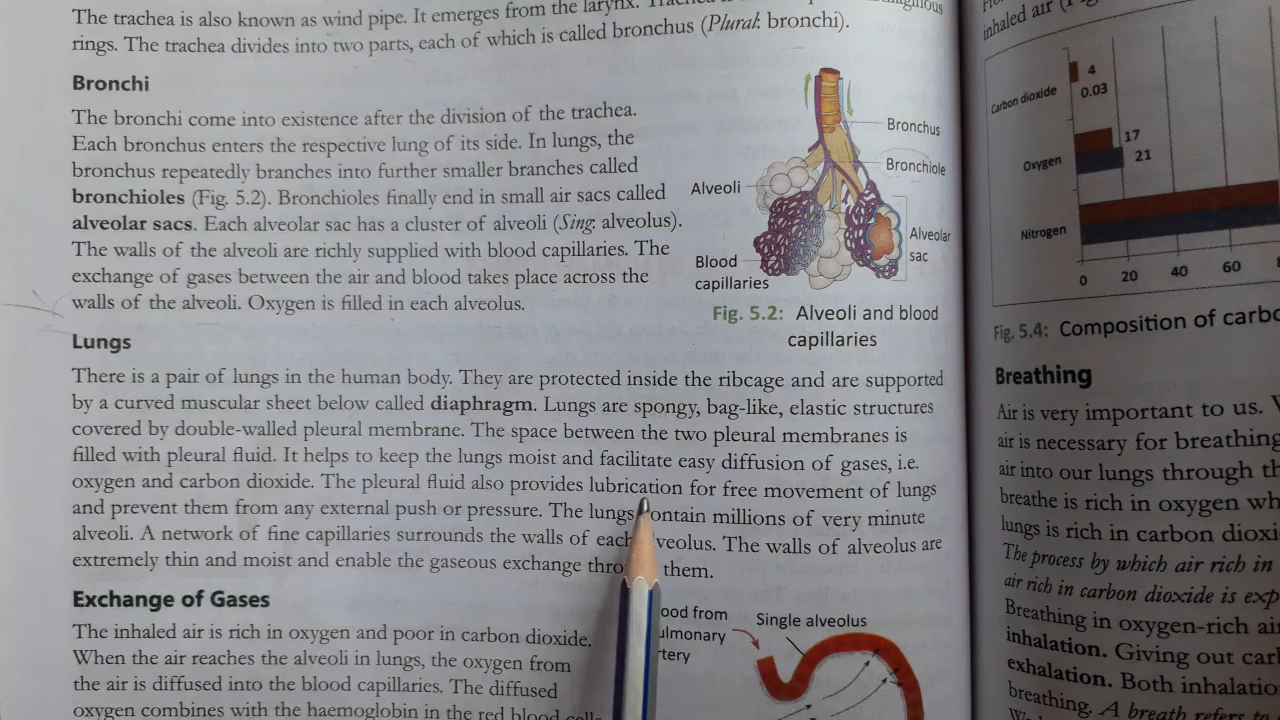 The trachea is also known as wind pipe. It emerges from the larynx.
rings. The trachea divides into two parts, each of which is called bronchus (Plural: bronchi).
Bronchi
The bronchi come into existence after the division of the trachea.
Each bronchus enters the respective lung of its side. In lungs, the
bronchus repeatedly branches into further smaller branches called
bronchioles (Fig. 5.2). Bronchioles finally end in small air sacs called
alveolar sacs. Each alveolar sac has a cluster of alveoli (Sing: alveolus).
The walls of the alveoli are richly supplied with blood capillaries. The
exchange of gases between the air and blood takes place across the
walls of the alveoli. Oxygen is filled in each alveolus.
Bronchus
Bronchiole
Alveoli
Alveolar
sac
Blood
capillaries
Fig. 5.2: Alveoli and blood
capillaries
Lungs
There is a pair of lungs in the human body. They are protected inside the ribcage and are supported
by a curved muscular sheet below called diaphragm. Lungs are spongy, bag-like, elastic structures
covered by double-walled pleural membrane. The space between the two pleural membranes is
filled with pleural fluid. It helps to keep the lungs moist and facilitate easy diffusion of gases, i.e.
oxygen and carbon dioxide. The pleural fluid also provides lubrication for free movement of lungs
and prevent them from any external push or pressure. The lungs ontain millions of very minute
alveoli. A network of fine capillaries surrounds the walls of each veolus. The walls of alveolus are
extremely thin and moist and enable the gaseous exchange thro them.
Exchange of Gases
The inhaled air is rich in oxygen and poor in carbon dioxide.
When the air reaches the alveoli in lungs, the oxygen from
the air is diffused into the blood capillaries. The diffused
oxygen combines with the haemoglobin in the red blood cells
ood from
ulmonary
tery
Single alveolus
inhaled air
Carbon dioxide
4
0.03
Oxygen
17
21
Nitrogen
0 20 40 60
Fig. 5.4: Composition of carbo
Breathing
Air is very important to us.
air is necessary for breathing
air into our lungs through th
breathe is rich in oxygen wh
lungs is rich in carbon dioxi
The process by which air rich in
air rich in carbon dioxide is exp
Breathing in oxygen-rich air
inhalation. Giving out carl
exhalation. Both inhalatio
breathing. A breath refers to